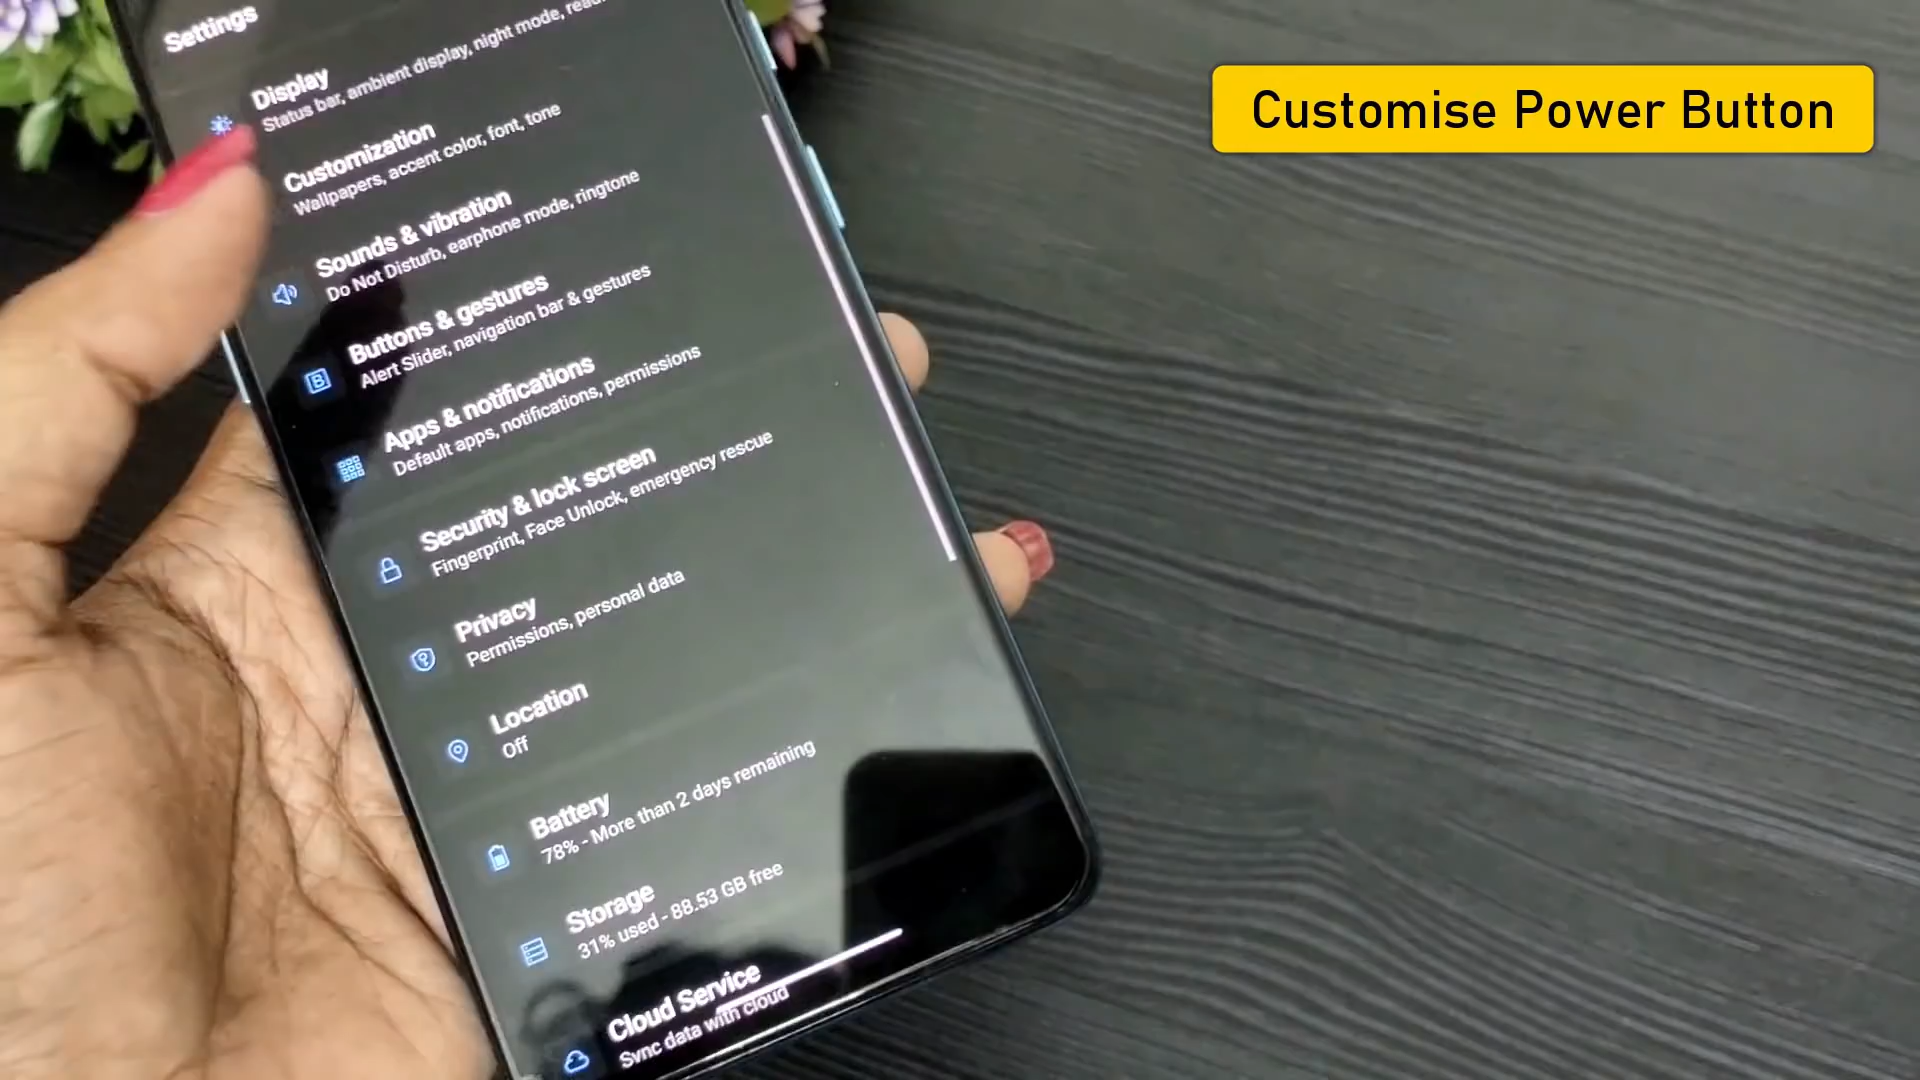 Customise Power Button
Settings
Display
Status bar, ambient display, night mode,
Customization
Wallpapers, accent color, font, tone
Sounds & vibration
Do Not Disturb, earphone mode, ringtone
Buttons & gestures
Alert Slider, navigation bar & gestures
Apps & notifications
Default apps, notifications, permissions
Security & lock screen
Fingerprint, Face Unlock, emergency rescue
Privacy
Permissions, personal data
Location
Off
Battery
78% - More than 2 days remaining
Storage
31% used - 88.53 GB free
Cloud Service
Sync data with cloud